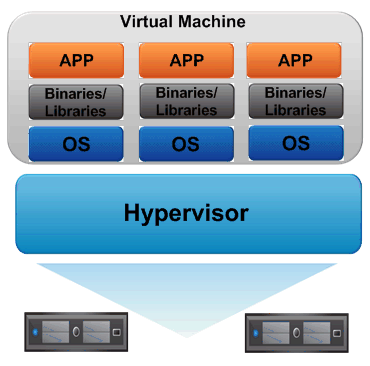 Virtual Machine
APP APP APP
Binaries/ Binaries/ Binaries/
Libraries Libraries Libraries
OS OS OS
Hypervisor